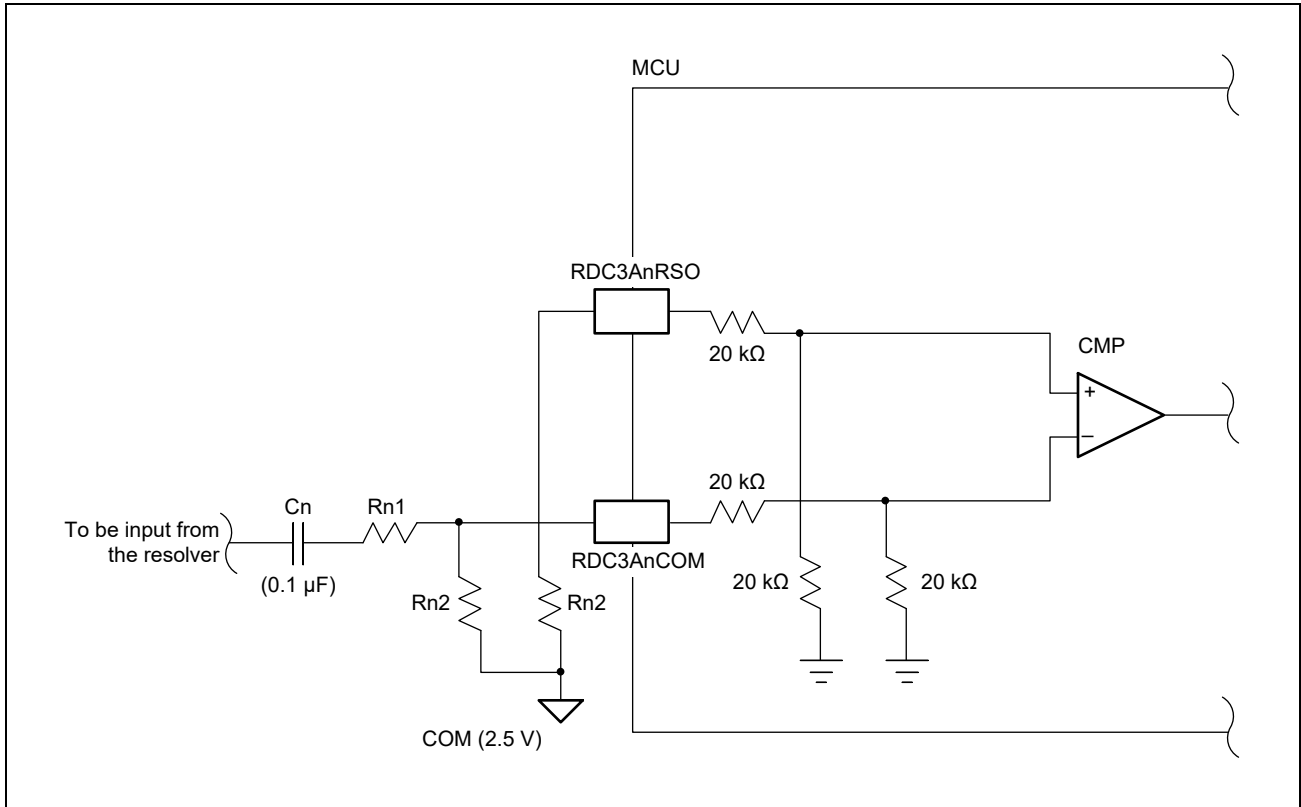 MCU
RDC3AnRSO
20 kΩ
CMP
+
−
20 kΩ
Cn
Rn1
To be input from
the resolver
(0.1 µF)
RDC3AnCOM
Rn2
Rn2
20 kΩ
20 kΩ
COM (2.5 V)